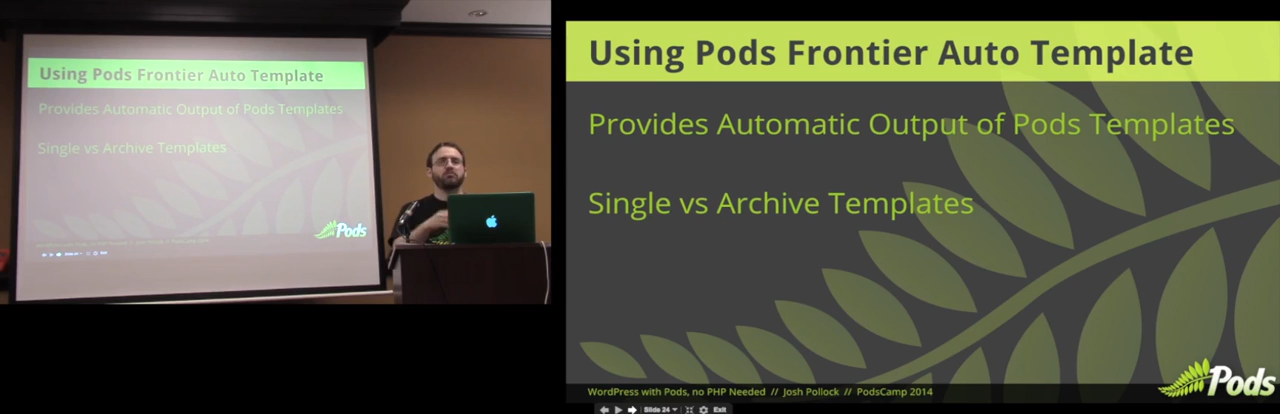 Using Pods Frontier Auto Template
Provides Automatic Output of Pods Templates
Single vs Archive Templates
Pods
Using Pods Frontier Auto Template
Provides Automatic Output of Pods Templates
Single vs Archive Templates
WordPress with Pods, no PHP Needed // Josh Pollock // PodsCamp 2014
Pods
Slide 24
Exit